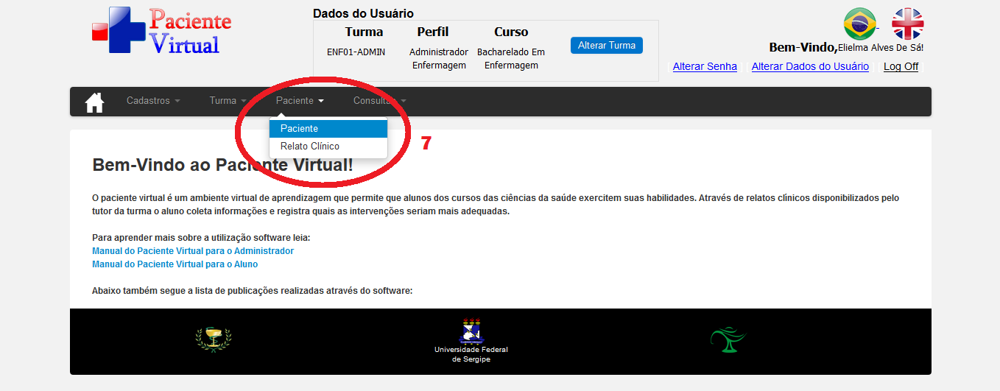 Paciente
Virtual
Dados do Usuário
Turma Perfil Curso
ENF01-ADMIN Administrador Enfermagem Bacharelado Em Enfermagem
Alterar Turma
Bem-Vindo,Elielma Alves De Sá!
Alterar Senha Alterar Dados do Usuário Log Off
Cadastros Turma Paciente Consultas
Paciente
Relato Clínico
7
Bem-Vindo ao Paciente Virtual!
O paciente virtual é um ambiente virtual de aprendizagem que permite que alunos dos cursos das ciências da saúde exercitem suas habilidades. Através de relatos clínicos disponibilizados pelo
tutor da turma o aluno coleta informações e registra quais as intervenções seriam mais adequadas.
Para aprender mais sobre a utilização software leia:
Manual do Paciente Virtual para o Administrador
Manual do Paciente Virtual para o Aluno
Abaixo também segue a lista de publicações realizadas através do software:
Universidade Federal
de Sergipe